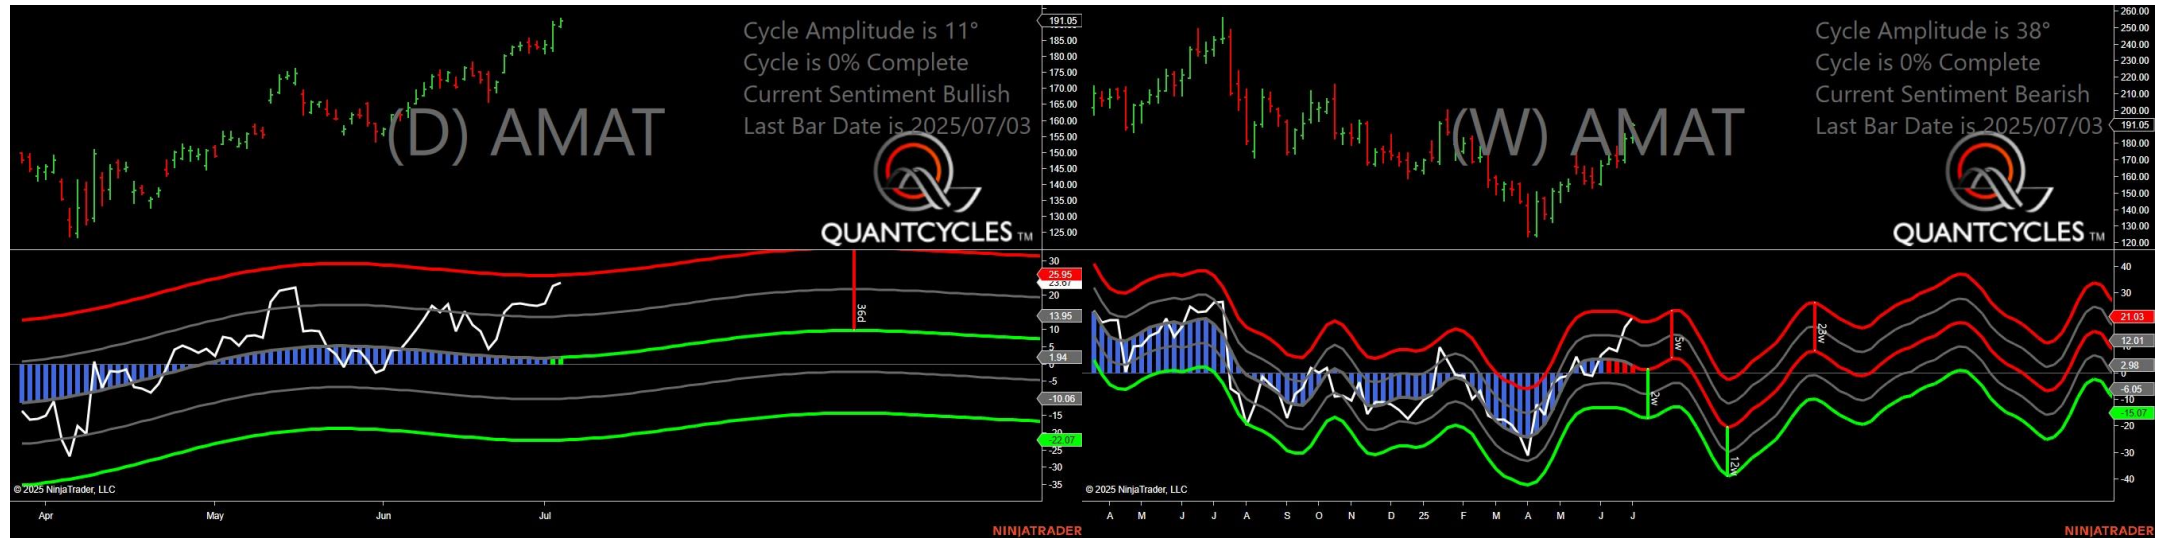 Cycle Amplitude is 11°
Cycle is 0% Complete
Current Sentiment Bullish
Last Bar Date is 2025/07/03
(D) AMAT
QUANTCYCLES TM
191.05
185.00
180.00
175.00
170.00
165.00
160.00
155.00
150.00
145.00
140.00
135.00
130.00
125.00
36d
30
25.95
23.67
20
13.95
10
5
1.94
0
-5
-10.06
-15
-22.07
-25
-30
-35
© 2025 NinjaTrader, LLC
Apr May Jun Jul
NINJATRADER
Cycle Amplitude is 38°
Cycle is 0% Complete
Current Sentiment Bearish
Last Bar Date is 2025/07/03
(W) AMAT
QUANTCYCLES TM
260.00
250.00
240.00
230.00
220.00
210.00
200.00
191.05
180.00
170.00
160.00
150.00
140.00
130.00
120.00
5w
2w
12w
23w
40
30
21.03
12.01
2.98
0
-6.05
-10
-15.07
-20
-30
-40
© 2025 NinjaTrader, LLC
A M J J A S O N D 25 F M A M J J
NINJATRADER